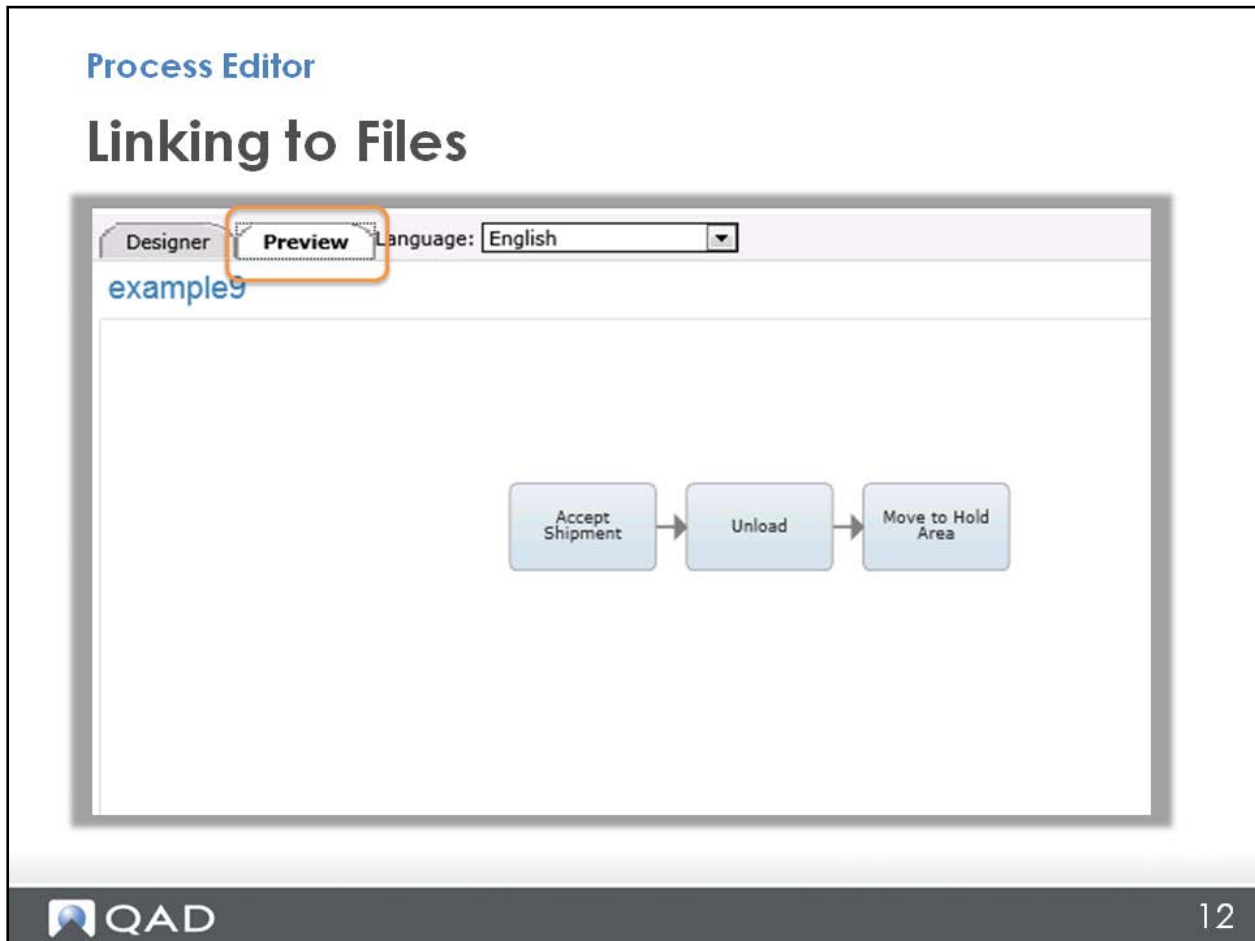 Process Editor
Linking to Files
Designer Preview Language: English
example9
Accept
Shipment
Unload
Move to Hold
Area
QAD
12